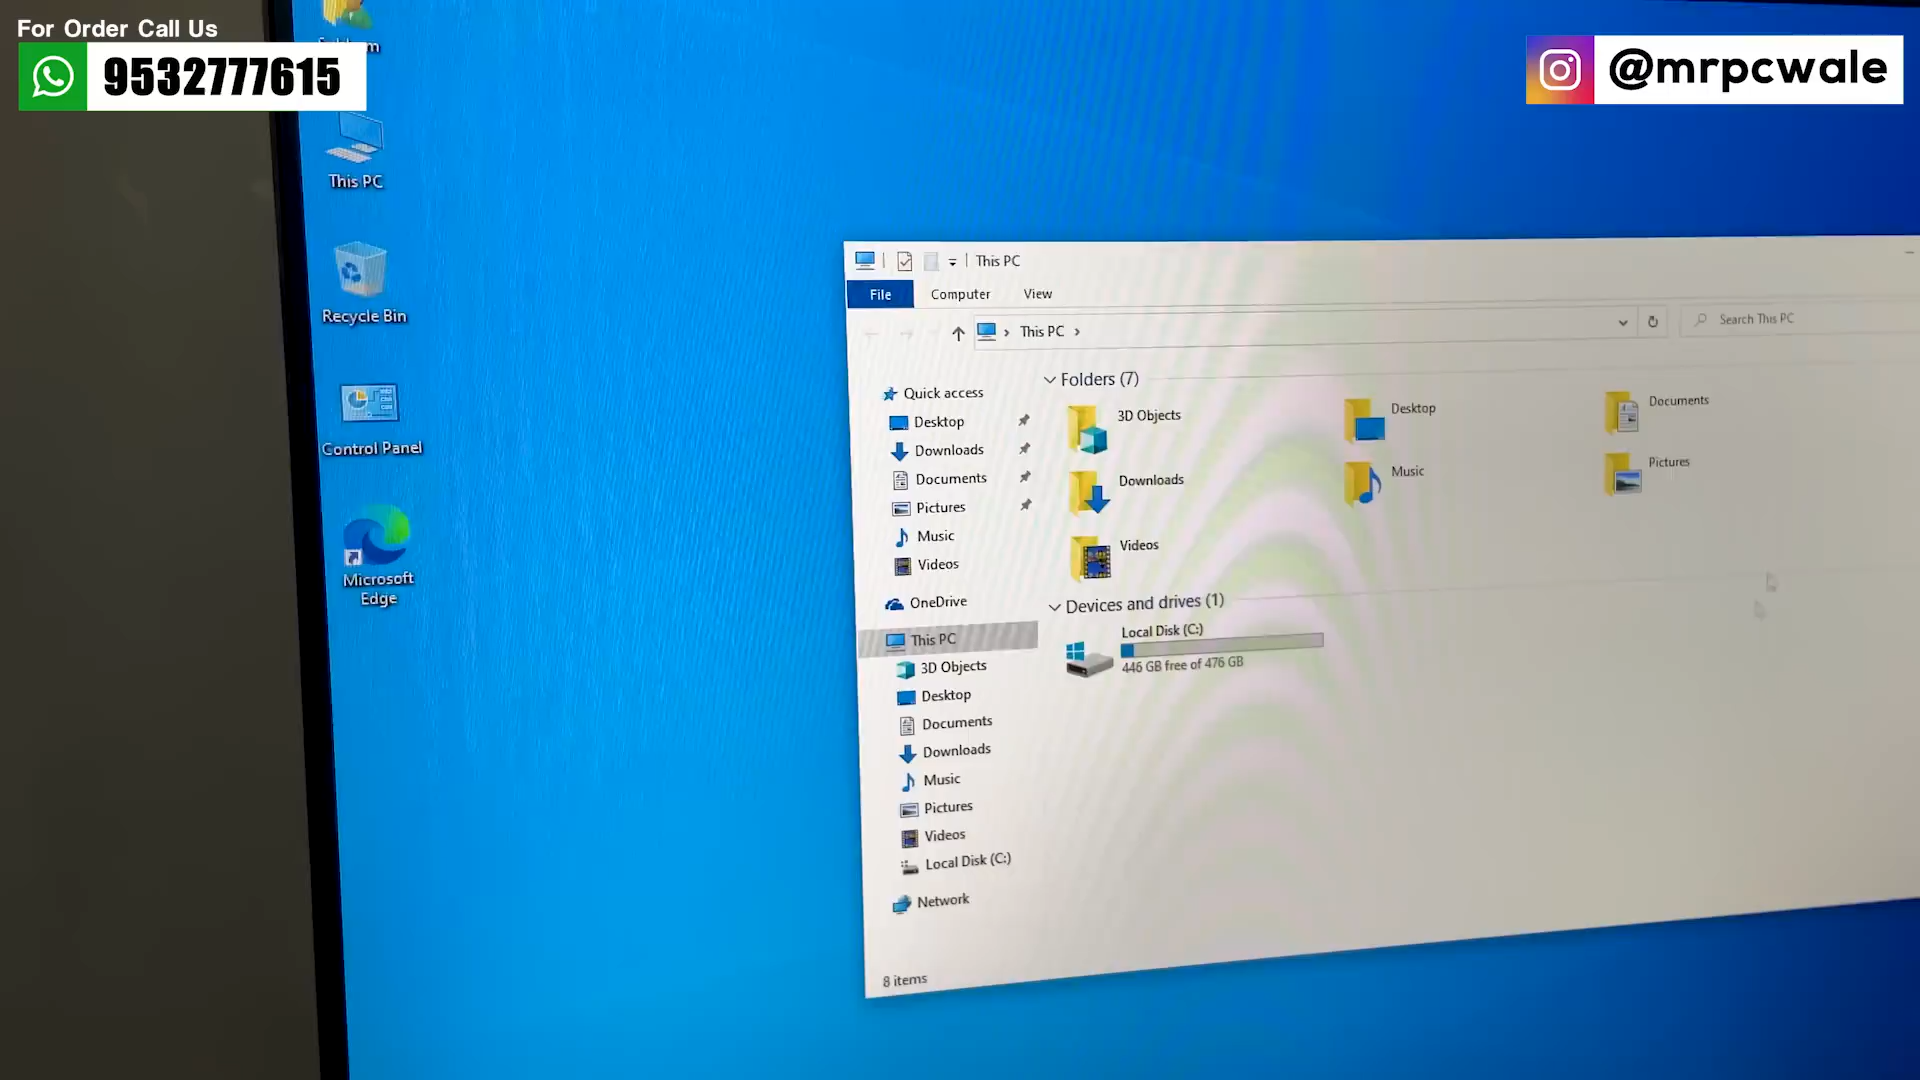 For Order Call Us
9532777615
@mrpcwale
This PC
Recycle Bin
Control Panel
Microsoft
Edge
This PC
File
Computer
View
This PC
Search This PC
Quick access
Desktop
Downloads
Documents
Pictures
Music
Videos
OneDrive
This PC
3D Objects
Desktop
Documents
Downloads
Music
Pictures
Videos
Local Disk (C:)
Network
Folders (7)
3D Objects
Desktop
Documents
Downloads
Music
Pictures
Videos
Devices and drives (1)
Local Disk (C:)
446 GB free of 476 GB
8 items